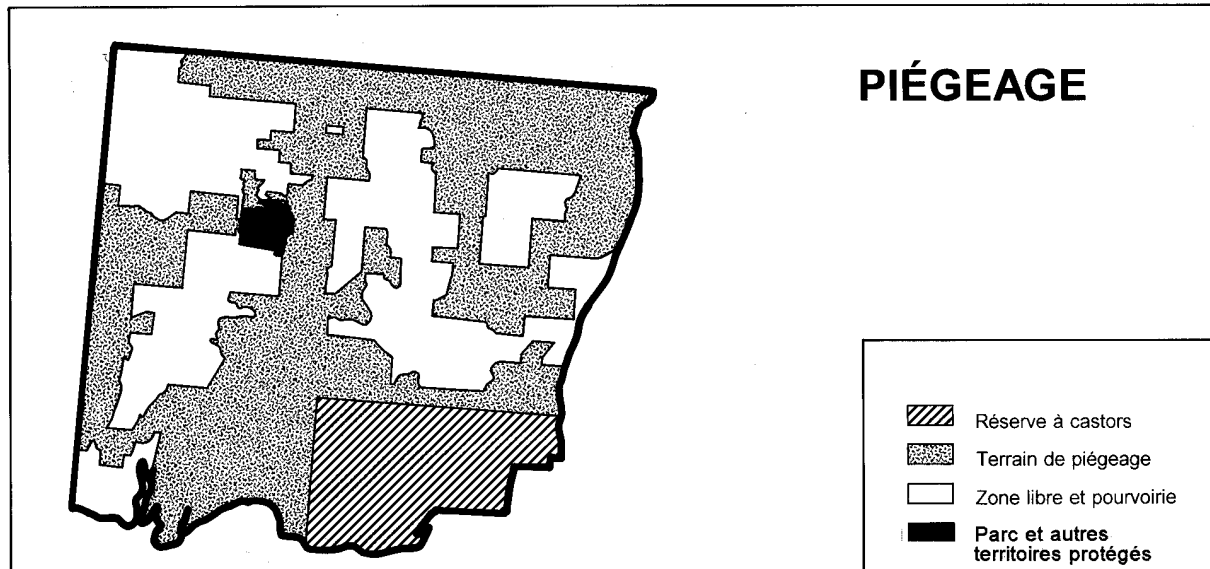 PIÉGEAGE
Réserve à castors
Terrain de piégeage
Zone libre et pourvoirie
Parc et autres
territoires protégés